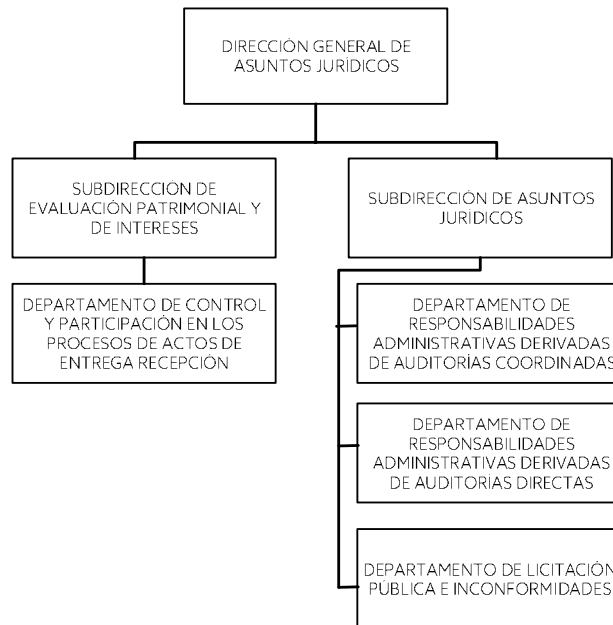 DIRECCIÓN GENERAL DE
ASUNTOS JURÍDICOS
SUBDIRECCIÓN DE
EVALUACIÓN PATRIMONIAL Y
DE INTERESES
SUBDIRECCIÓN DE ASUNTOS
JURÍDICOS
DEPARTAMENTO DE CONTROL
Y PARTICIPACIÓN EN LOS
PROCESOS DE ACTOS DE
ENTREGA RECEPCIÓN
DEPARTAMENTO DE
RESPONSABILIDADES
ADMINISTRATIVAS DERIVADAS
DE AUDITORÍAS COORDINADAS
DEPARTAMENTO DE
RESPONSABILIDADES
ADMINISTRATIVAS DERIVADAS
DE AUDITORÍAS DIRECTAS
DEPARTAMENTO DE LICITACIÓN
PÚBLICA E INCONFORMIDADES